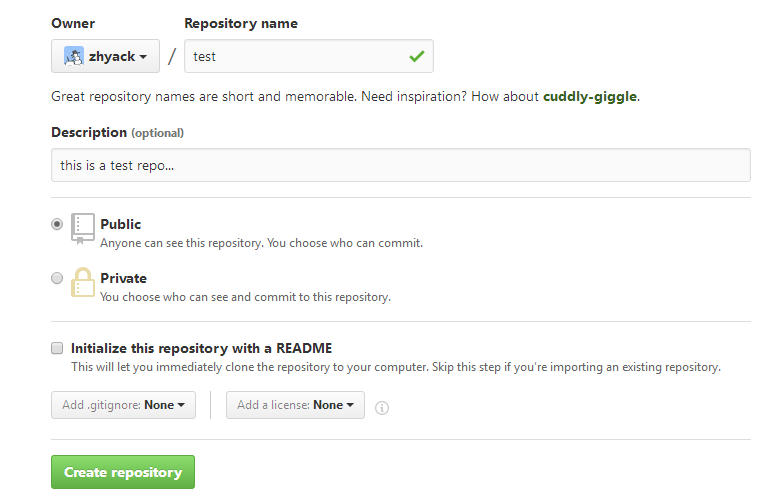 Owner Repository name
zhyack / test
Great repository names are short and memorable. Need inspiration? How about cuddly-giggle.
Description (optional)
this is a test repo...
Public
Anyone can see this repository. You choose who can commit.
Private
You choose who can see and commit to this repository.
Initialize this repository with a README
This will let you immediately clone the repository to your computer. Skip this step if you're importing an existing repository.
Add .gitignore: None Add a license: None
Create repository